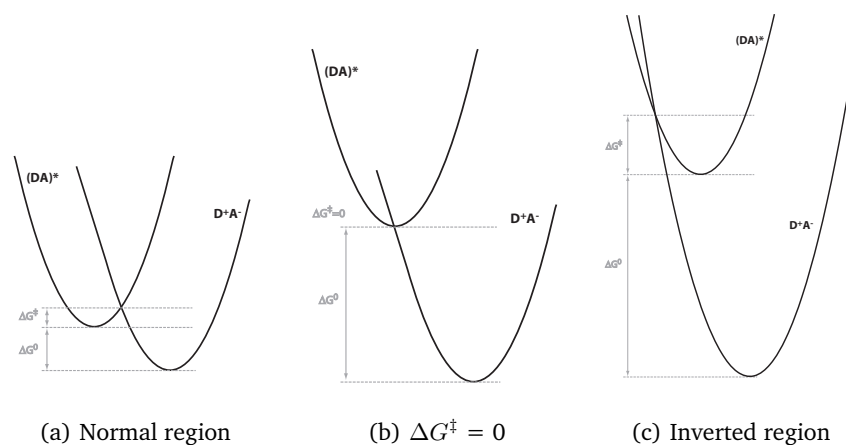 (DA)*
D⁺A⁻
ΔG‡
ΔG⁰
(a) Normal region
(DA)*
ΔG‡=0
D⁺A⁻
ΔG⁰
(b) ΔG‡ = 0
(DA)*
ΔG‡
D⁺A⁻
ΔG⁰
(c) Inverted region